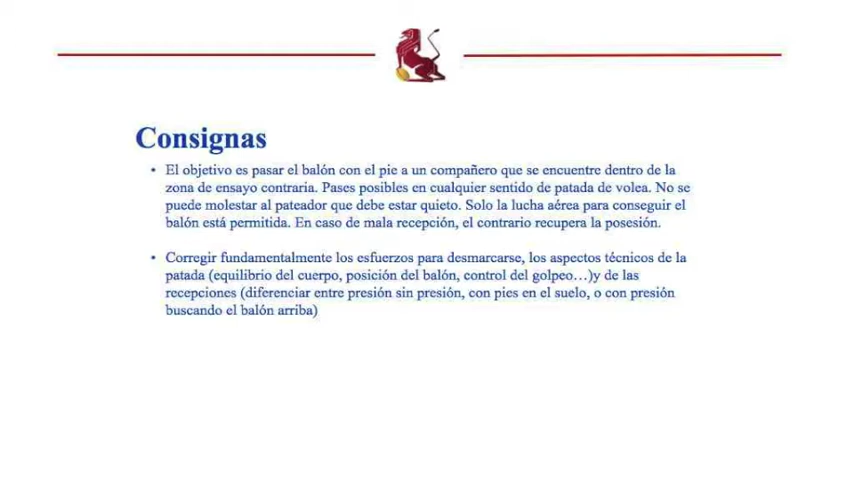 Consignas
• El objetivo es pasar el balón con el pie a un compañero que se encuentre dentro de la
zona de ensayo contraria. Pases posibles en cualquier sentido de patada de volea. No se
puede molestar al pateador que debe estar quieto. Solo la lucha aérea para conseguir el
balón está permitida. En caso de mala recepción, el contrario recupera la posesión.
• Corregir fundamentalmente los esfuerzos para desmarcarse, los aspectos técnicos de la
patada (equilibrio del cuerpo, posición del balón, control del golpeo…)y de las
recepciones (diferenciar entre presión sin presión, con pies en el suelo, o con presión
buscando el balón arriba)